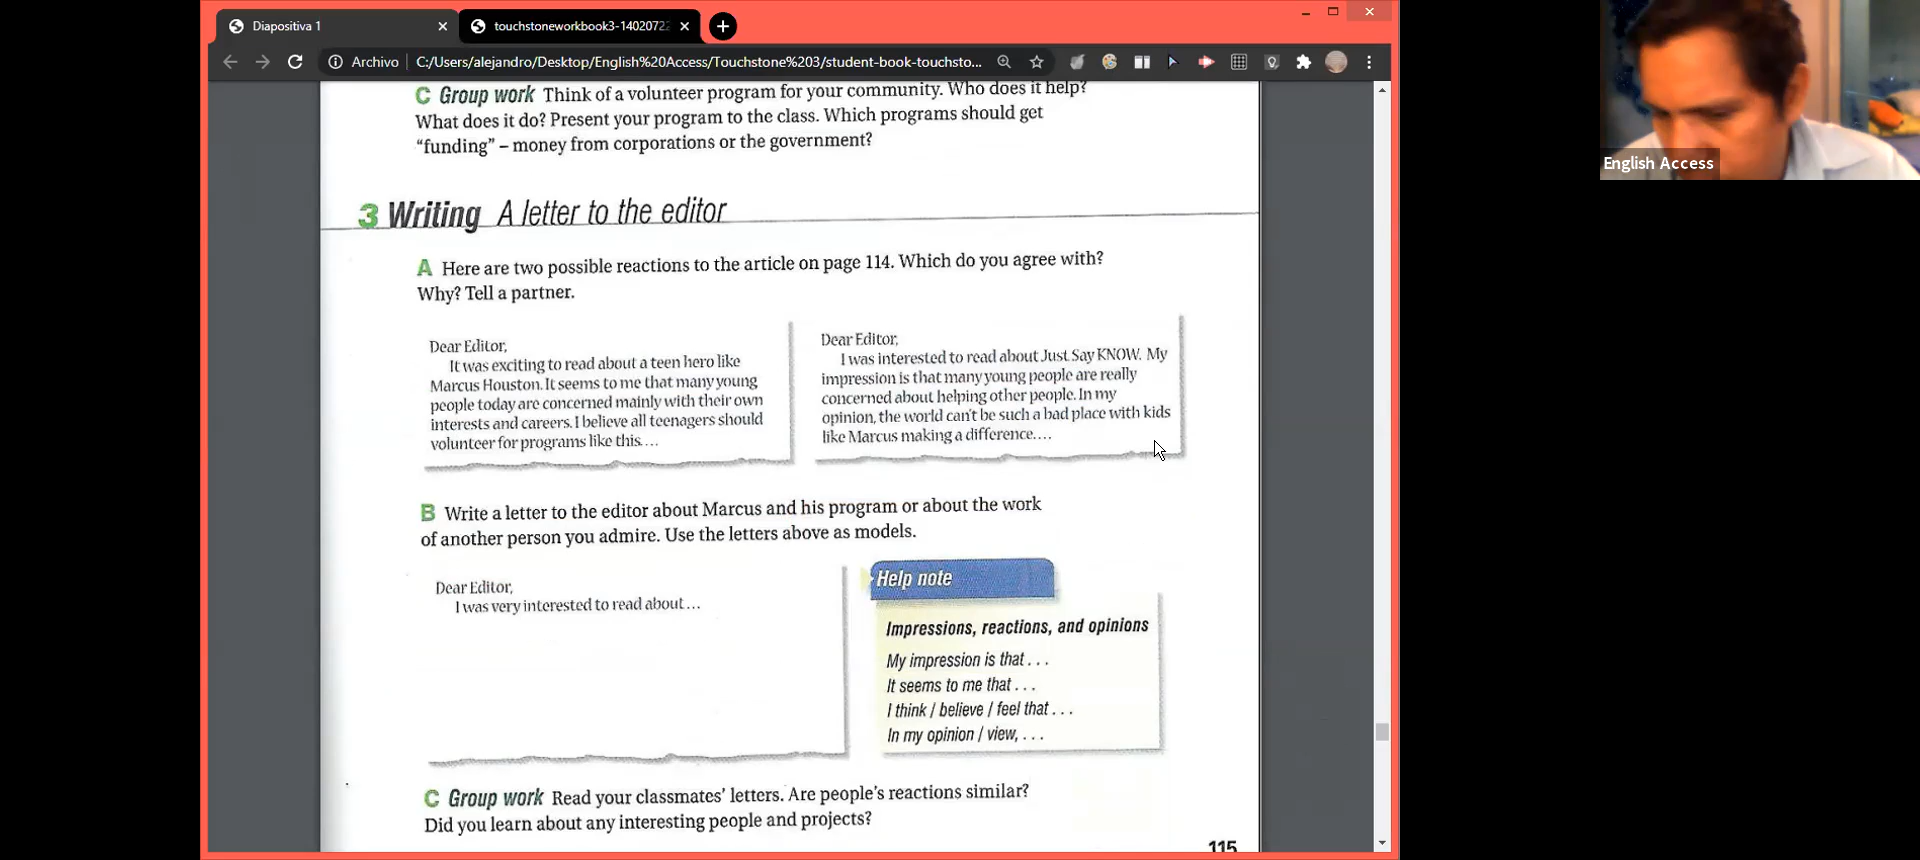 Diapositiva 1
touchstoneworkbook3-1402072
Archivo
C:/Users/alejandro/Desktop/English%20Access/Touchstone%203/student-book-touchsto...
English Access
C Group work Think of a volunteer program for your community. Who does it help?
What does it do? Present your program to the class. Which programs should get
“funding” – money from corporations or the government?
3 Writing A letter to the editor
A Here are two possible reactions to the article on page 114. Which do you agree with?
Why? Tell a partner.
Dear Editor,
It was exciting to read about a teen hero like
Marcus Houston. It seems to me that many young
people today are concerned mainly with their own
interests and careers. I believe all teenagers should
volunteer for programs like this....
Dear Editor,
I was interested to read about Just Say KNOW. My
impression is that many young people are really
concerned about helping other people. In my
opinion, the world can't be such a bad place with kids
like Marcus making a difference....
B Write a letter to the editor about Marcus and his program or about the work
of another person you admire. Use the letters above as models.
Dear Editor,
I was very interested to read about...
Help note
Impressions, reactions, and opinions
My impression is that . . .
It seems to me that . . .
I think / believe / feel that . . .
In my opinion / view, . . .
C Group work Read your classmates' letters. Are people's reactions similar?
Did you learn about any interesting people and projects?
115